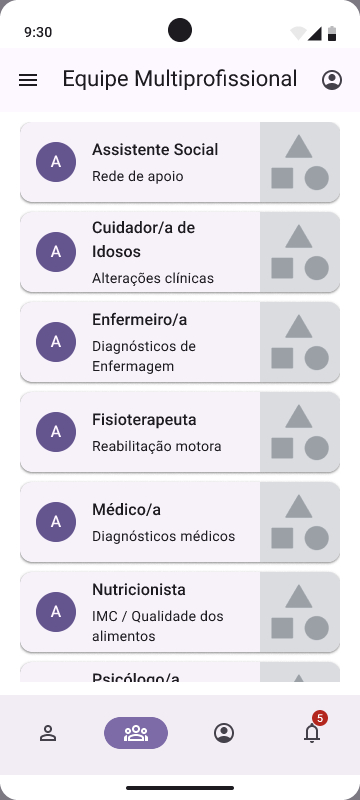 9:30
Equipe Multiprofissional
A
Assistente Social
Rede de apoio
A
Cuidador/a de
Idosos
Alterações clínicas
A
Enfermeiro/a
Diagnósticos de
Enfermagem
A
Fisioterapeuta
Reabilitação motora
A
Médico/a
Diagnósticos médicos
A
Nutricionista
IMC / Qualidade dos
alimentos
Psicólogo/a
5